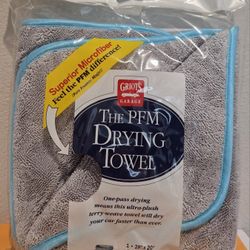 Superior Microfiber
Feel the PFM difference!
GRIOT'S
GARAGE
THE PFM
DRYING
TOWEL
One-pass drying
means this ultra-plush
terry-weave towel will dry
your car faster than ever.